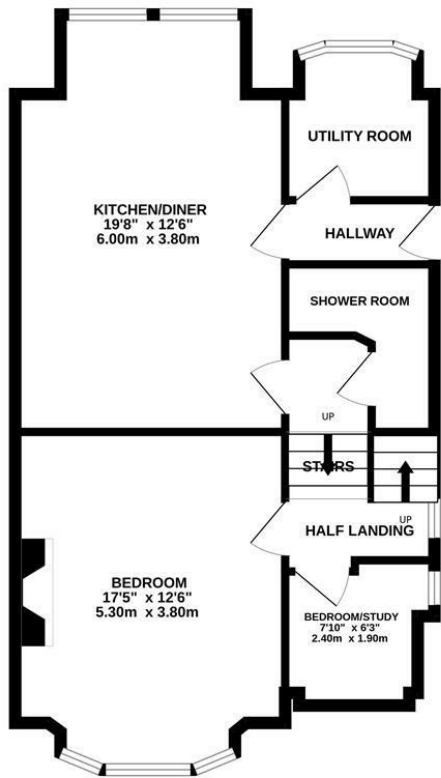 UTILITY ROOM
KITCHEN/DINER
19'8" x 12'6"
6.00m x 3.80m
HALLWAY
SHOWER ROOM
UP
STAIRS
UP
HALF LANDING
BEDROOM
17'5" x 12'6"
5.30m x 3.80m
BEDROOM/STUDY
7'10" x 6'3"
2.40m x 1.90m